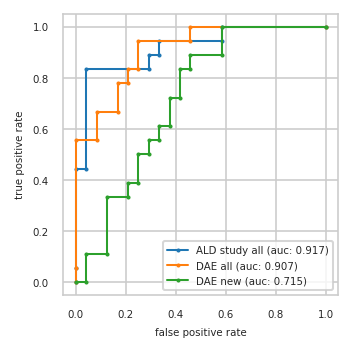 1.0
0.8
0.6
0.4
0.2
0.0
true positive rate
ALD study all (auc: 0.917)
DAE all (auc: 0.907)
DAE new (auc: 0.715)
0.0 0.2 0.4 0.6 0.8 1.0
false positive rate